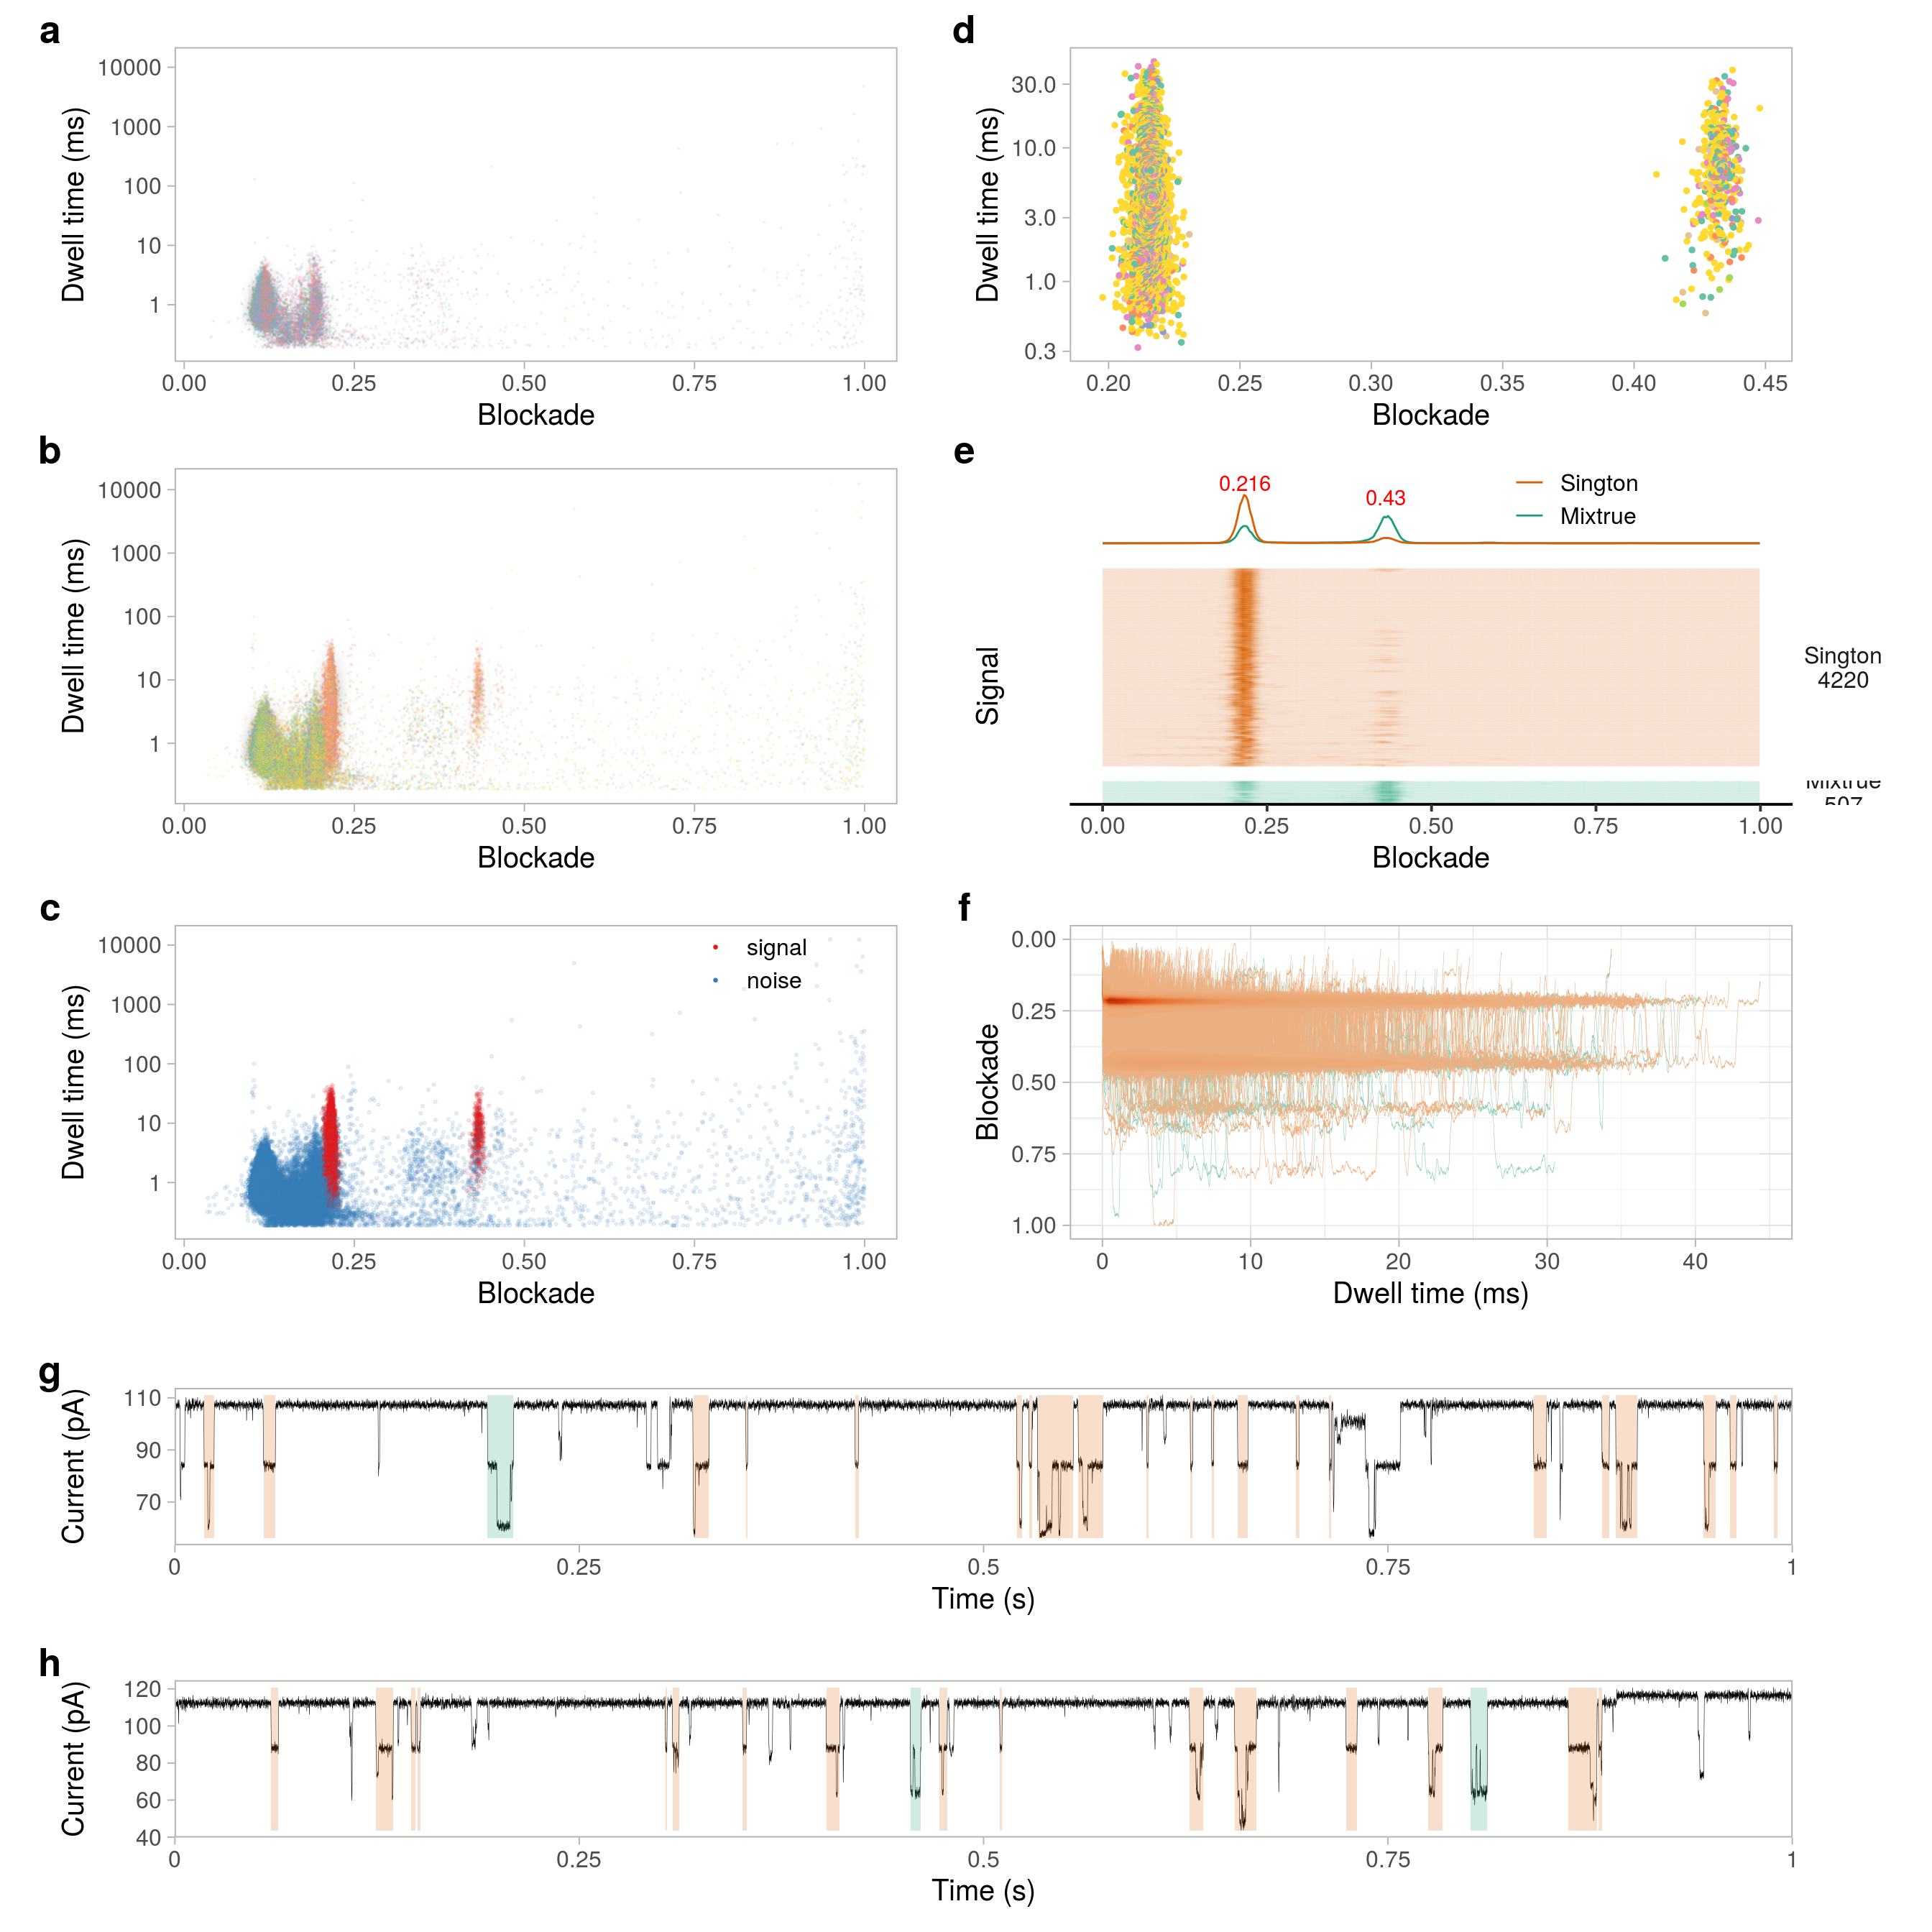 a
10000
1000
100
10
1
Dwell time (ms)
0.00 0.25 0.50 0.75 1.00
Blockade
b
10000
1000
100
10
1
Dwell time (ms)
0.00 0.25 0.50 0.75 1.00
Blockade
c
10000
1000
100
10
1
Dwell time (ms)
signal
noise
0.00 0.25 0.50 0.75 1.00
Blockade
d
30.0
10.0
3.0
1.0
0.3
Dwell time (ms)
0.20 0.25 0.30 0.35 0.40 0.45
Blockade
e
0.216
0.43
Sington
Mixtrue
Signal
Sington
4220
Mixtrue
507
0.00 0.25 0.50 0.75 1.00
Blockade
f
0.00
0.25
0.50
0.75
1.00
Blockade
0 10 20 30 40
Dwell time (ms)
g
110
90
70
Current (pA)
0 0.25 0.5 0.75 1
Time (s)
h
120
100
80
60
40
Current (pA)
0 0.25 0.5 0.75 1
Time (s)